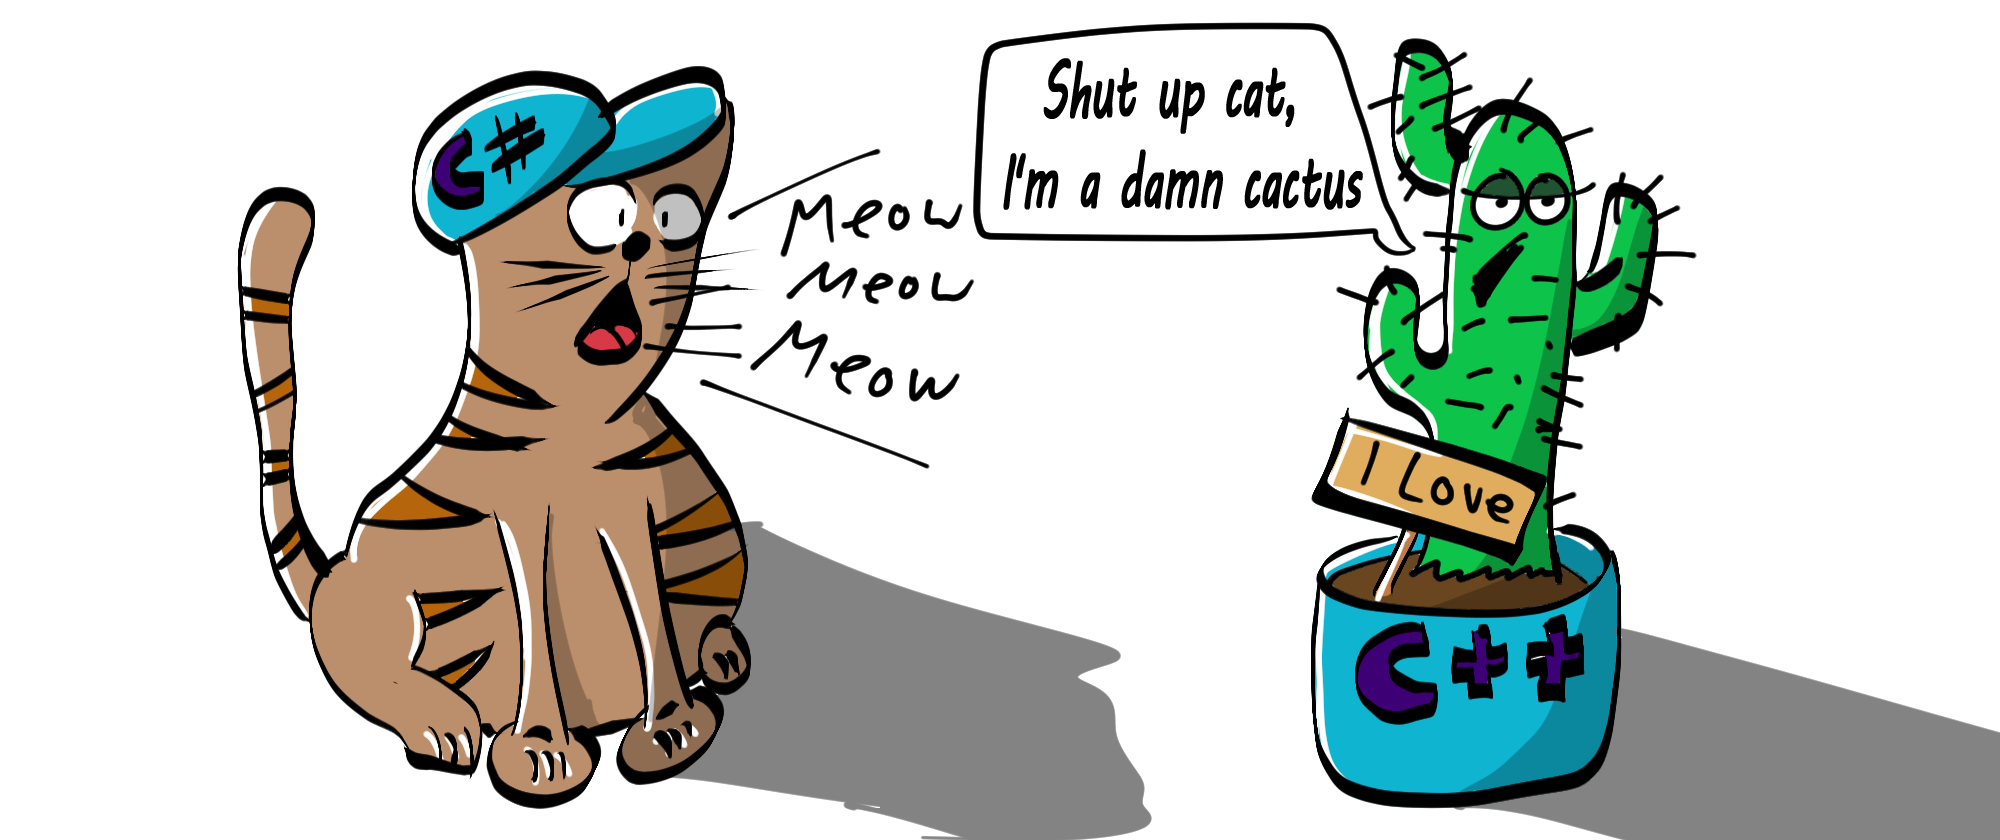 C#
Meow
Meow
Meow
Shut up cat,
I'm a damn cactus
I Love
C++